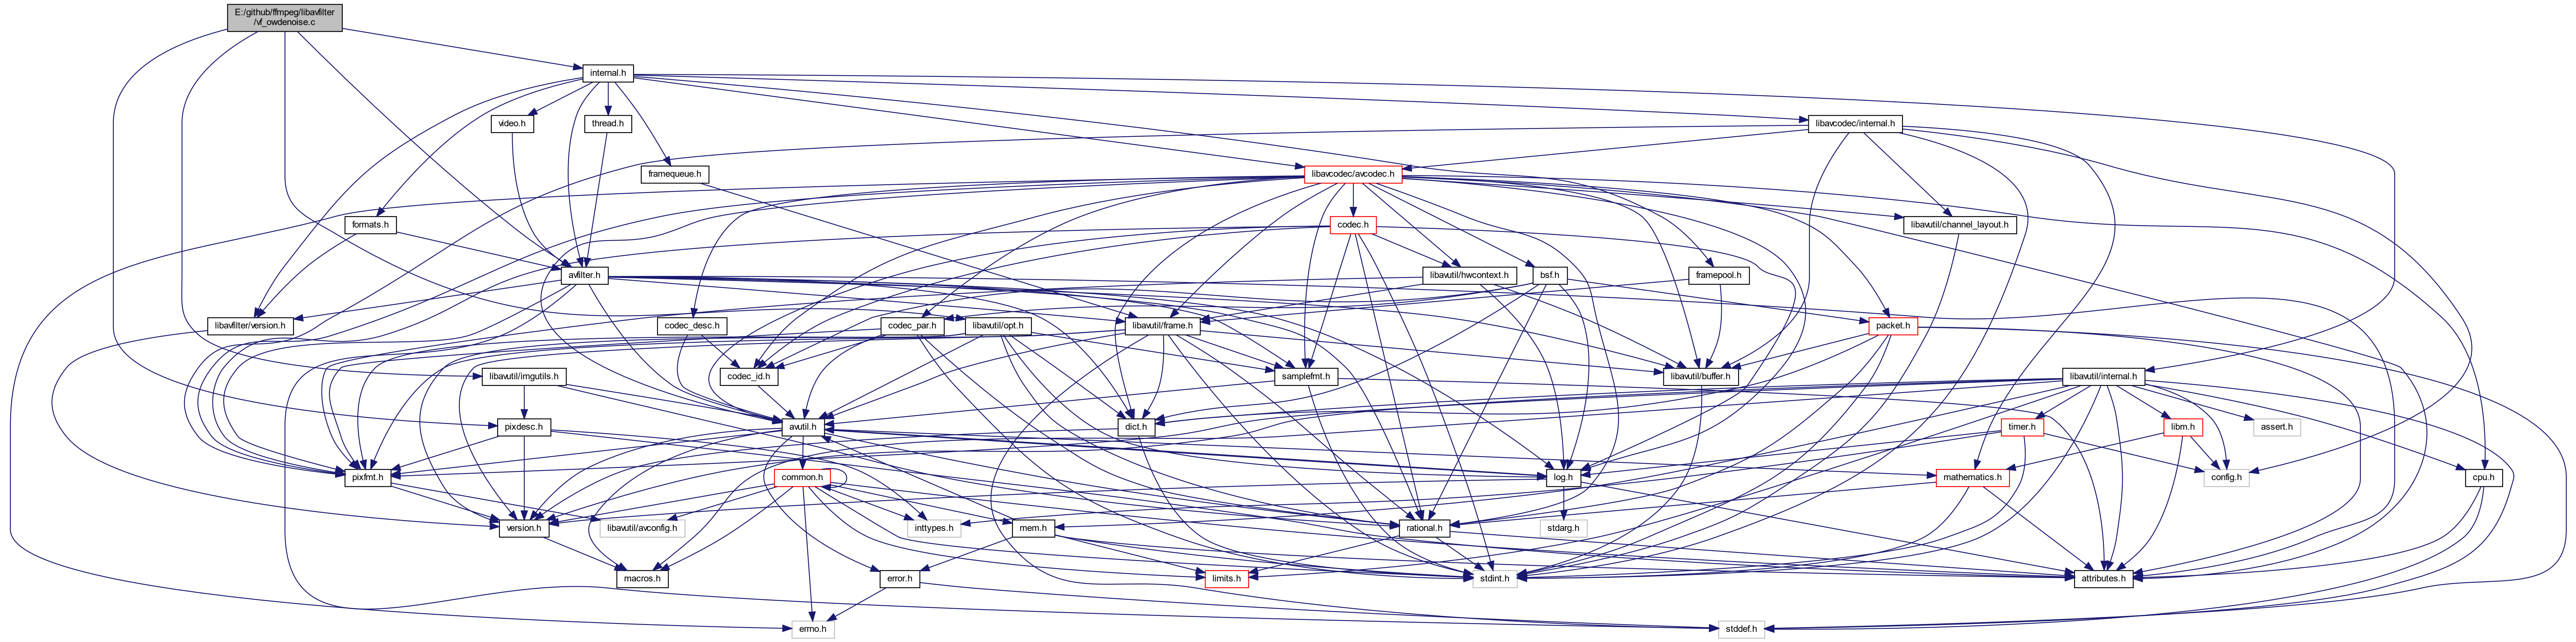 E:/github/ffmpeg/libavfilter
/vf_owdenoise.c
internal.h
video.h
thread.h
libavcodec/internal.h
framequeue.h
libavcodec/avcodec.h
formats.h
codec.h
libavutil/channel_layout.h
avfilter.h
libavutil/hwcontext.h
bsf.h
framepool.h
libavfilter/version.h
codec_desc.h
codec_par.h
libavutil/opt.h
libavutil/frame.h
packet.h
libavutil/imgutils.h
codec_id.h
samplefmt.h
libavutil/buffer.h
libavutil/internal.h
pixdesc.h
avutil.h
dict.h
timer.h
libm.h
assert.h
pixfmt.h
common.h
log.h
mathematics.h
config.h
cpu.h
version.h
libavutil/avconfig.h
inttypes.h
mem.h
stdarg.h
rational.h
macros.h
error.h
limits.h
stdint.h
attributes.h
errno.h
stddef.h